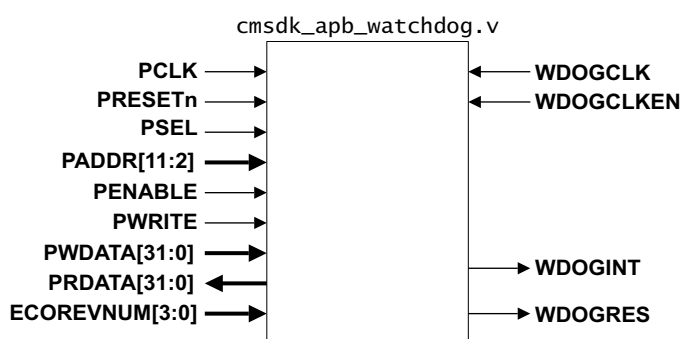 cmsdk_apb_watchdog.v
PCLK
WDOGCLK
PRESETn
WDOGCLKEN
PSEL
PADDR[11:2]
PENABLE
PWRITE
PWDATA[31:0]
WDOGINT
PRDATA[31:0]
ECOREVNUM[3:0]
WDOGRES